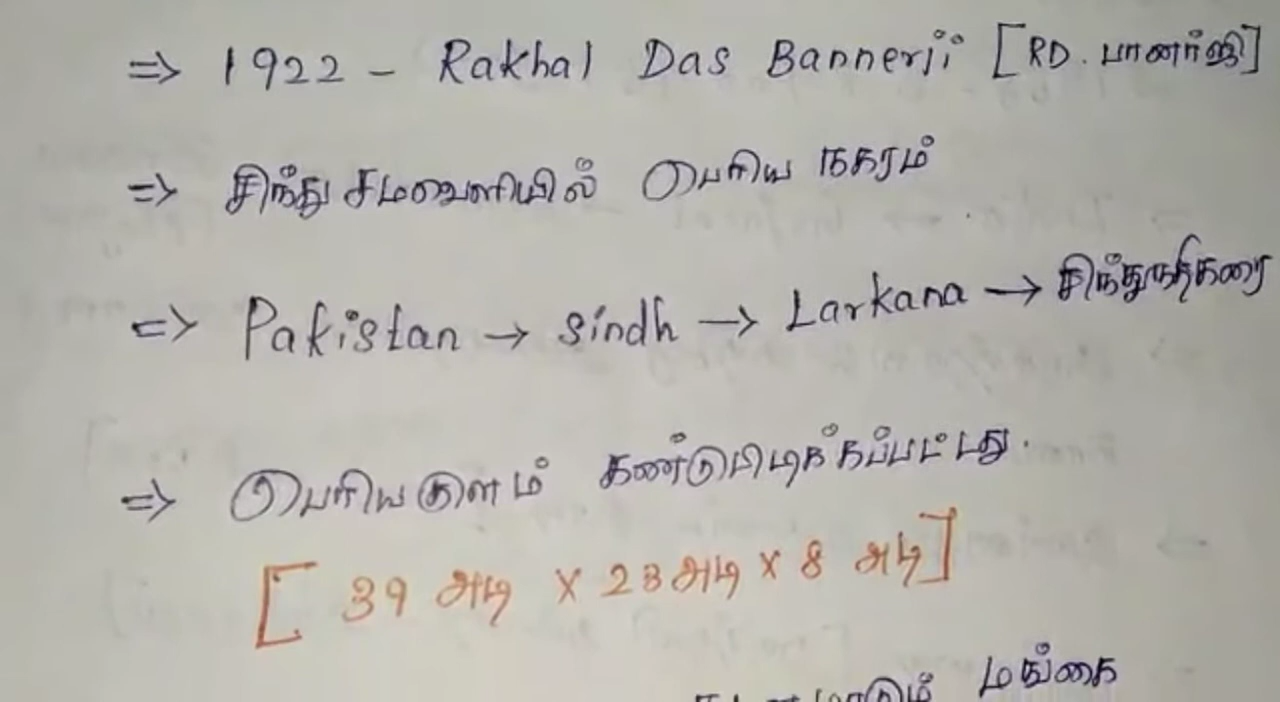 ⇒ 1922 - Rakhal Das Bannerji [RD. பானர்ஜி]
⇒ சிந்து சமவெளியில் பெரிய நகரம்
⇒ Pakistan → sindh → Larkana → சிந்துநதிகரை
⇒ பெரிய குளம் கண்டுபிடிக்கப்பட்டது.
[39 அடி × 23 அடி × 8 அடி]
மங்கை